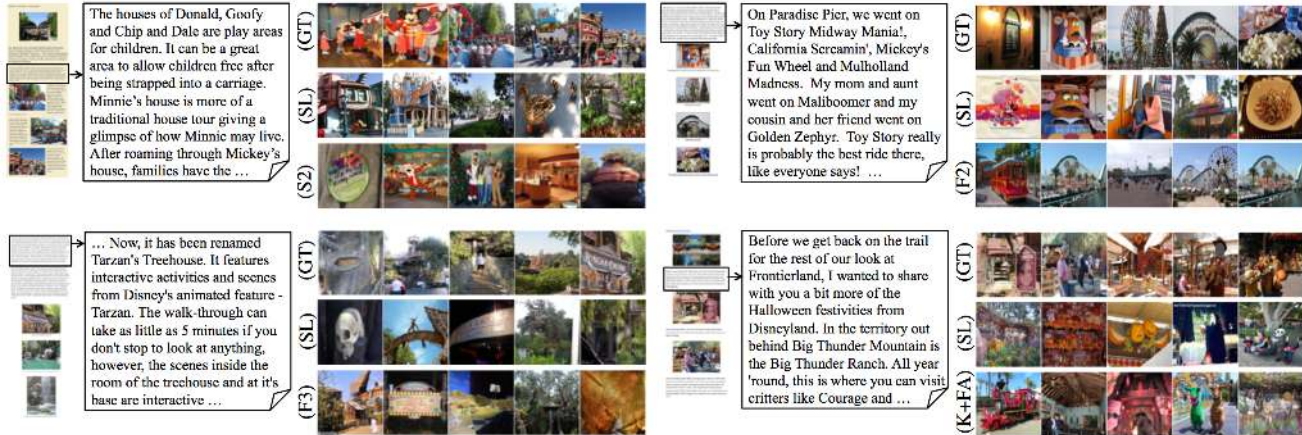 The houses of Donald, Goofy
and Chip and Dale are play areas
for children. It can be a great
area to allow children free after
being strapped into a carriage.
Minnie's house is more of a
traditional house tour giving a
glimpse of how Minnie may live.
After roaming through Mickey's
house, families have the ...
(GT)
(SL)
(S2)
On Paradise Pier, we went on
Toy Story Midway Mania!,
California Screamin', Mickey's
Fun Wheel and Mulholland
Madness. My mom and aunt
went on Maliboomer and my
cousin and her friend went on
Golden Zephyr. Toy Story really
is probably the best ride there,
like everyone says! ...
(GT)
(SL)
(F2)
... Now, it has been renamed
Tarzan's Treehouse. It features
interactive activities and scenes
from Disney's animated feature -
Tarzan. The walk-through can
take as little as 5 minutes if you
don't stop to look at anything,
however, the scenes inside the
room of the treehouse and at it's
base are interactive ...
(GT)
(SL)
(F3)
Before we get back on the trail
for the rest of our look at
Frontierland, I wanted to share
with you a bit more of the
Halloween festivities from
Disneyland. In the territory out
behind Big Thunder Mountain is
the Big Thunder Ranch. All year
'round, this is where you can visit
critters like Courage and ...
(GT)
(SL)
(K+FA)